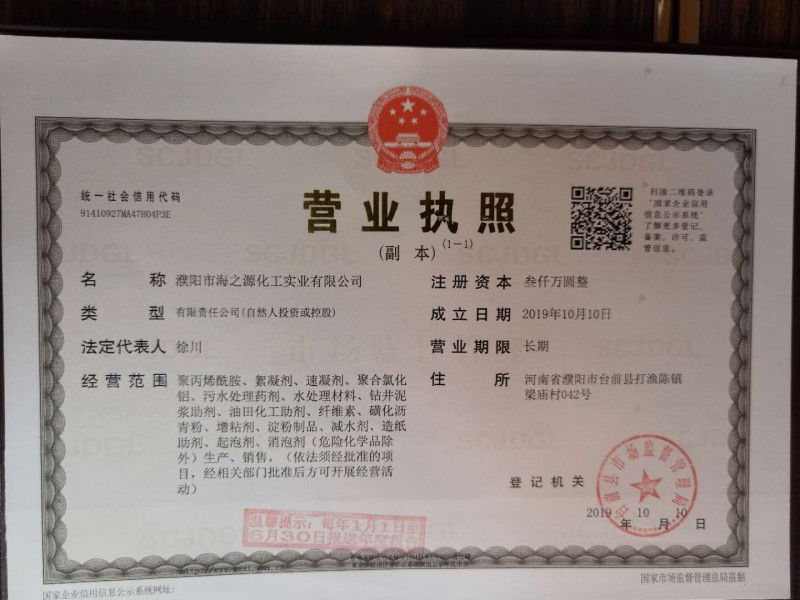 统一社会信用代码
91410927MA47H04P3E
营业执照
(副 本)(1-1)
扫描二维码登录
"国家企业信用
信息公示系统"
了解更多登记、
备案、许可、监
管信息。
名 称 濮阳市海之源化工实业有限公司
类 型 有限责任公司(自然人投资或控股)
法定代表人 徐川
经营范围 聚丙烯酰胺、絮凝剂、速凝剂、聚合氯化
铝、污水处理药剂、水处理材料、钻井泥
浆助剂、油田化工助剂、纤维素、磺化沥
青粉、增粘剂、淀粉制品、减水剂、造纸
助剂、起泡剂、消泡剂（危险化学品除
外）生产、销售。（依法须经批准的项
目，经相关部门批准后方可开展经营活
动）
注册资本 叁仟万圆整
成立日期 2019年10月10日
营业期限 长期
住 所 河南省濮阳市台前县打渔陈镇
梁庙村042号
登记机关
台前县市场监督管理局
2019 年 10 月 10 日
温馨提示：每年1月1日至
6月30日报送年度报告
国家企业信用信息公示系统网址:
国家市场监督管理总局监制
SCJDGL